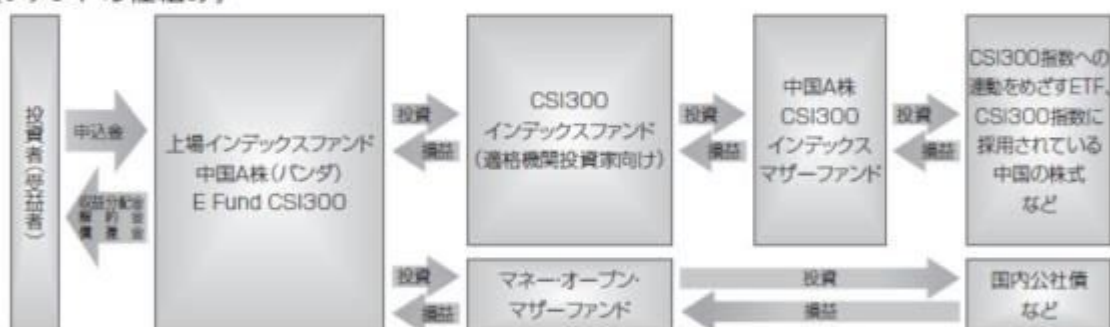 投資者(受益者)
申込金
収益分配金
解約金
償還金
上場インデックスファンド
中国A株(パンダ)
E Fund CSI300
投資
損益
CSI300
インデックスファンド
(適格機関投資家向け)
投資
損益
中国A株
CSI300
インデックス
マザーファンド
投資
損益
CSI300指数への
連動をめざすETF、
CSI300指数に
採用されている
中国の株式
など
投資
損益
マネー・オープン・
マザーファンド
投資
損益
国内公社債
など